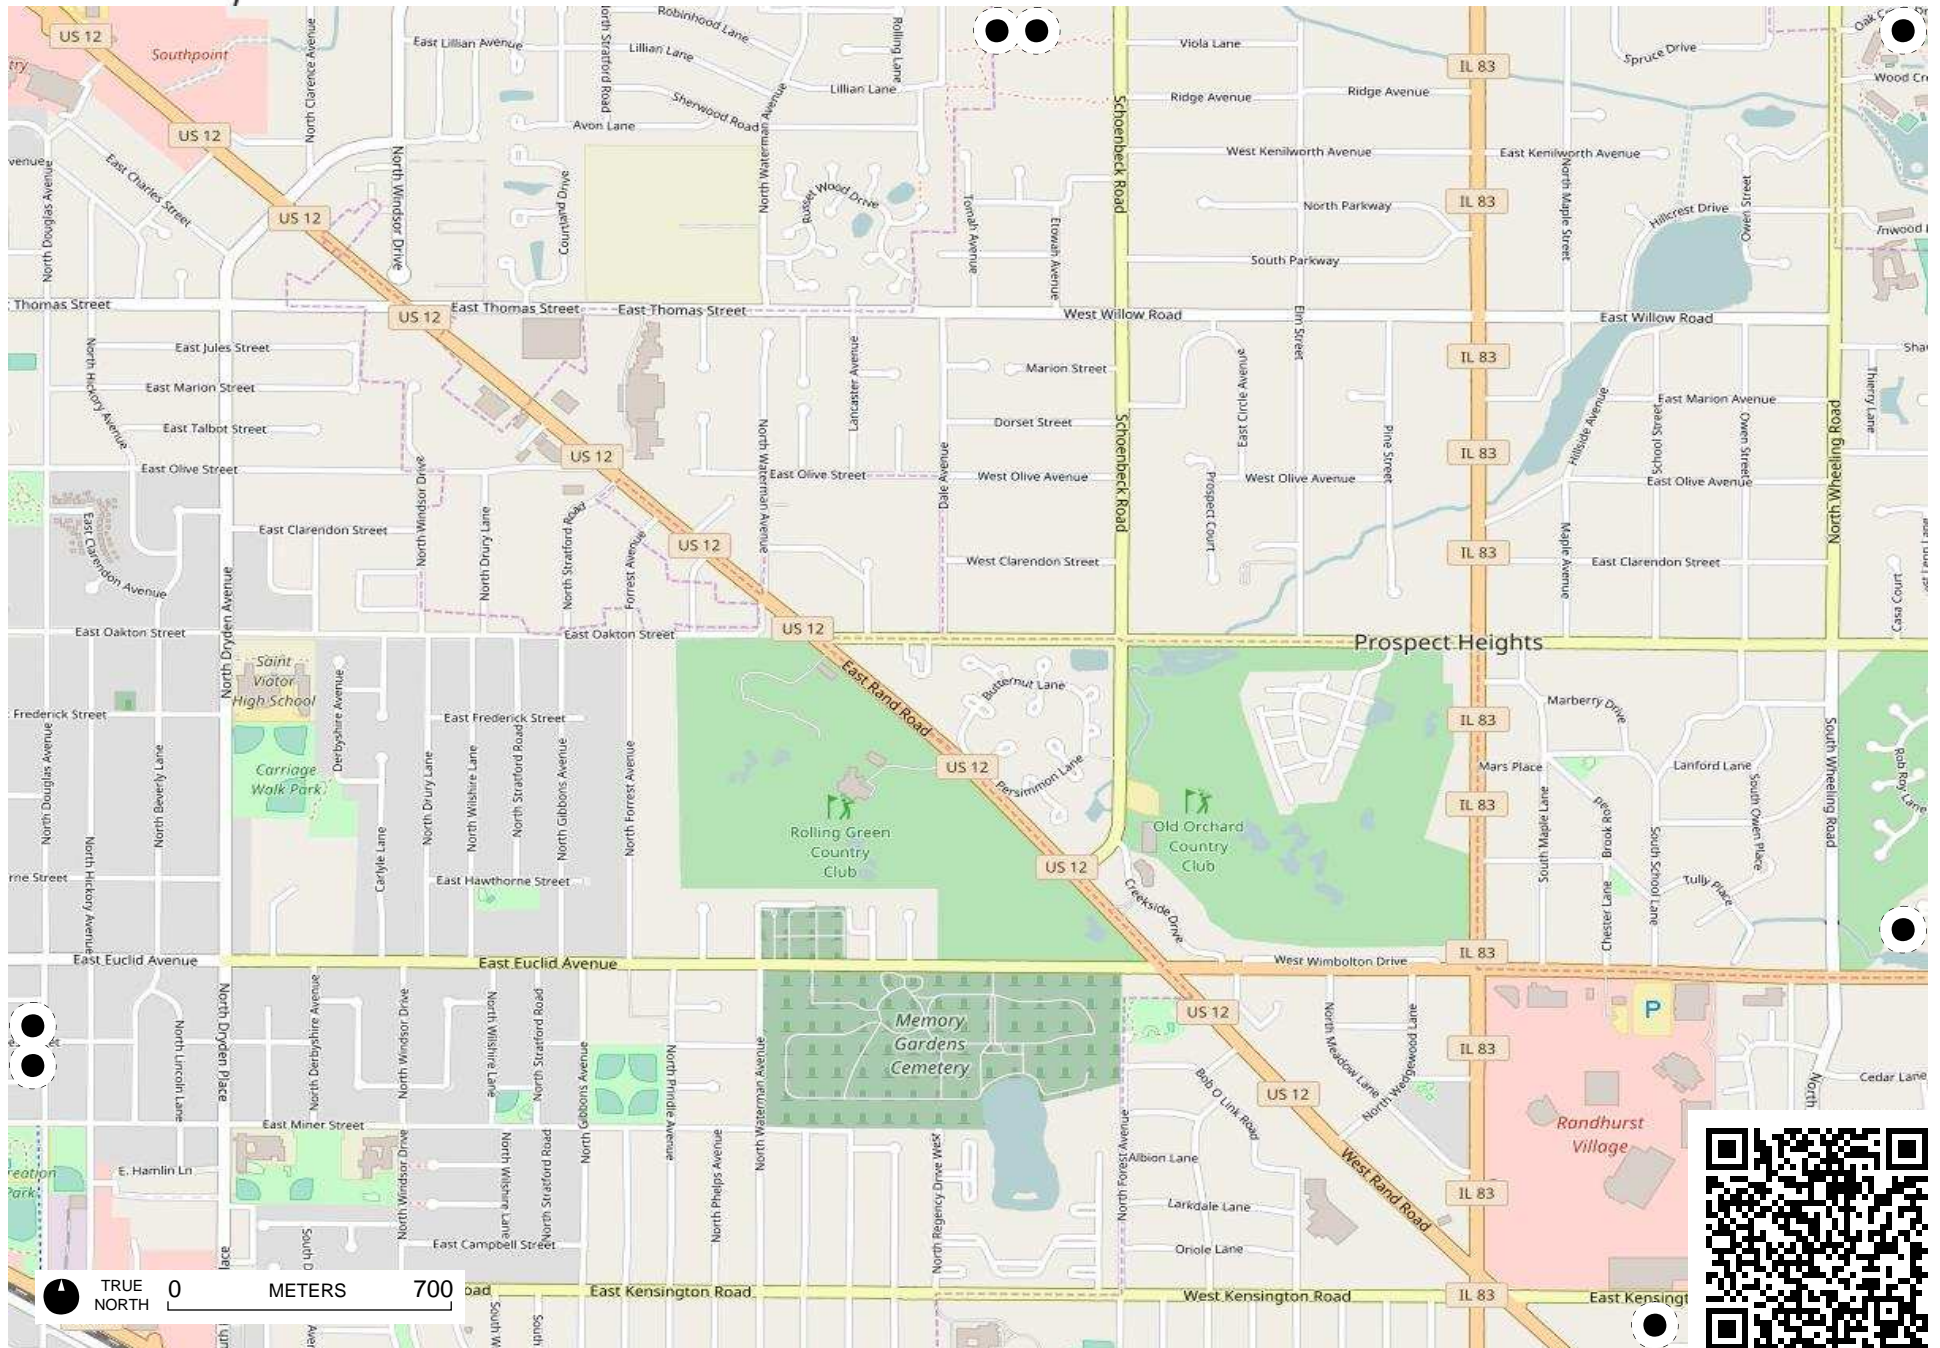 US 12
Southpoint
North Clarence Avenue
East Lillian Avenue
North Stratford Road
Robinhood Lane
Lillian Lane
Rolling Lane
Lillian Lane
Sherwood Road
Avon Lane
Viola Lane
IL 83
Spruce Drive
Ridge Avenue
Ridge Avenue
Schoenbeck Road
US 12
East Charles Street
North Douglas Avenue
North Windsor Drive
Courtland Drive
North Waterman Avenue
Russet Wood Drive
Tomah Avenue
Etowah Avenue
West Kenilworth Avenue
East Kenilworth Avenue
North Maple Street
North Parkway
South Parkway
IL 83
Hillcrest Drive
Owen Street
US 12
Thomas Street
US 12
East Thomas Street
East Thomas Street
West Willow Road
Elm Street
East Willow Road
East Jules Street
East Marion Street
North Hickory Avenue
East Talbot Street
Lancaster Avenue
Marion Street
East Circle Avenue
IL 83
Thierry Lane
East Marion Avenue
Dorset Street
Schoenbeck Road
Pine Street
Hillside Avenue
School Street
Owen Street
North Wheeling Road
US 12
IL 83
East Olive Street
North Windsor Drive
North Waterman Avenue
East Olive Street
Dale Avenue
West Olive Avenue
Prospect Court
West Olive Avenue
East Olive Avenue
East Clarendon Street
East Clarendon Avenue
North Drury Lane
North Stratford Road
Forrest Avenue
US 12
West Clarendon Street
IL 83
Maple Avenue
East Clarendon Street
Casa Court
North Dryden Avenue
East Oakton Street
East Oakton Street
US 12
Prospect Heights
Saint
Viator
High School
Derbyshire Avenue
East Rand Road
Butternut Lane
Marberry Drive
Frederick Street
East Frederick Street
IL 83
North Douglas Avenue
North Beverly Lane
Carriage
Walk Park
North Drury Lane
North Wilshire Lane
North Stratford Road
North Gibbons Avenue
North Forrest Avenue
US 12
Persimmon Lane
Mars Place
Lanford Lane
South Owen Place
South Wheeling Road
Rob Roy Lane
IL 83
Rolling Green
Country
Club
Old Orchard
Country
Club
North Hickory Avenue
Carlyle Lane
East Hawthorne Street
US 12
Creekside Drive
South Maple Lane
Chester Lane
South School Lane
Tully Place
East Euclid Avenue
East Euclid Avenue
West Wimbolton Drive
IL 83
North Dryden Place
North Lincoln Lane
North Derbyshire Avenue
North Windsor Drive
North Wilshire Lane
North Stratford Road
North Gibbons Avenue
North Prindle Avenue
North Waterman Avenue
Memory
Gardens
Cemetery
US 12
North Meadow Lane
North Wedgewood Lane
IL 83
P
Cedar Lane
North
US 12
Bob O Link Road
Randhurst
Village
East Miner Street
E. Hamlin Ln
North Windsor Drive
North Wilshire Lane
North Stratford Road
North Phelps Avenue
North Regency Drive West
North Forest Avenue
Albion Lane
West Rand Road
IL 83
Larkdale Lane
Oriole Lane
East Campbell Street
East Kensington Road
West Kensington Road
IL 83
TRUE
NORTH
0 METERS 700